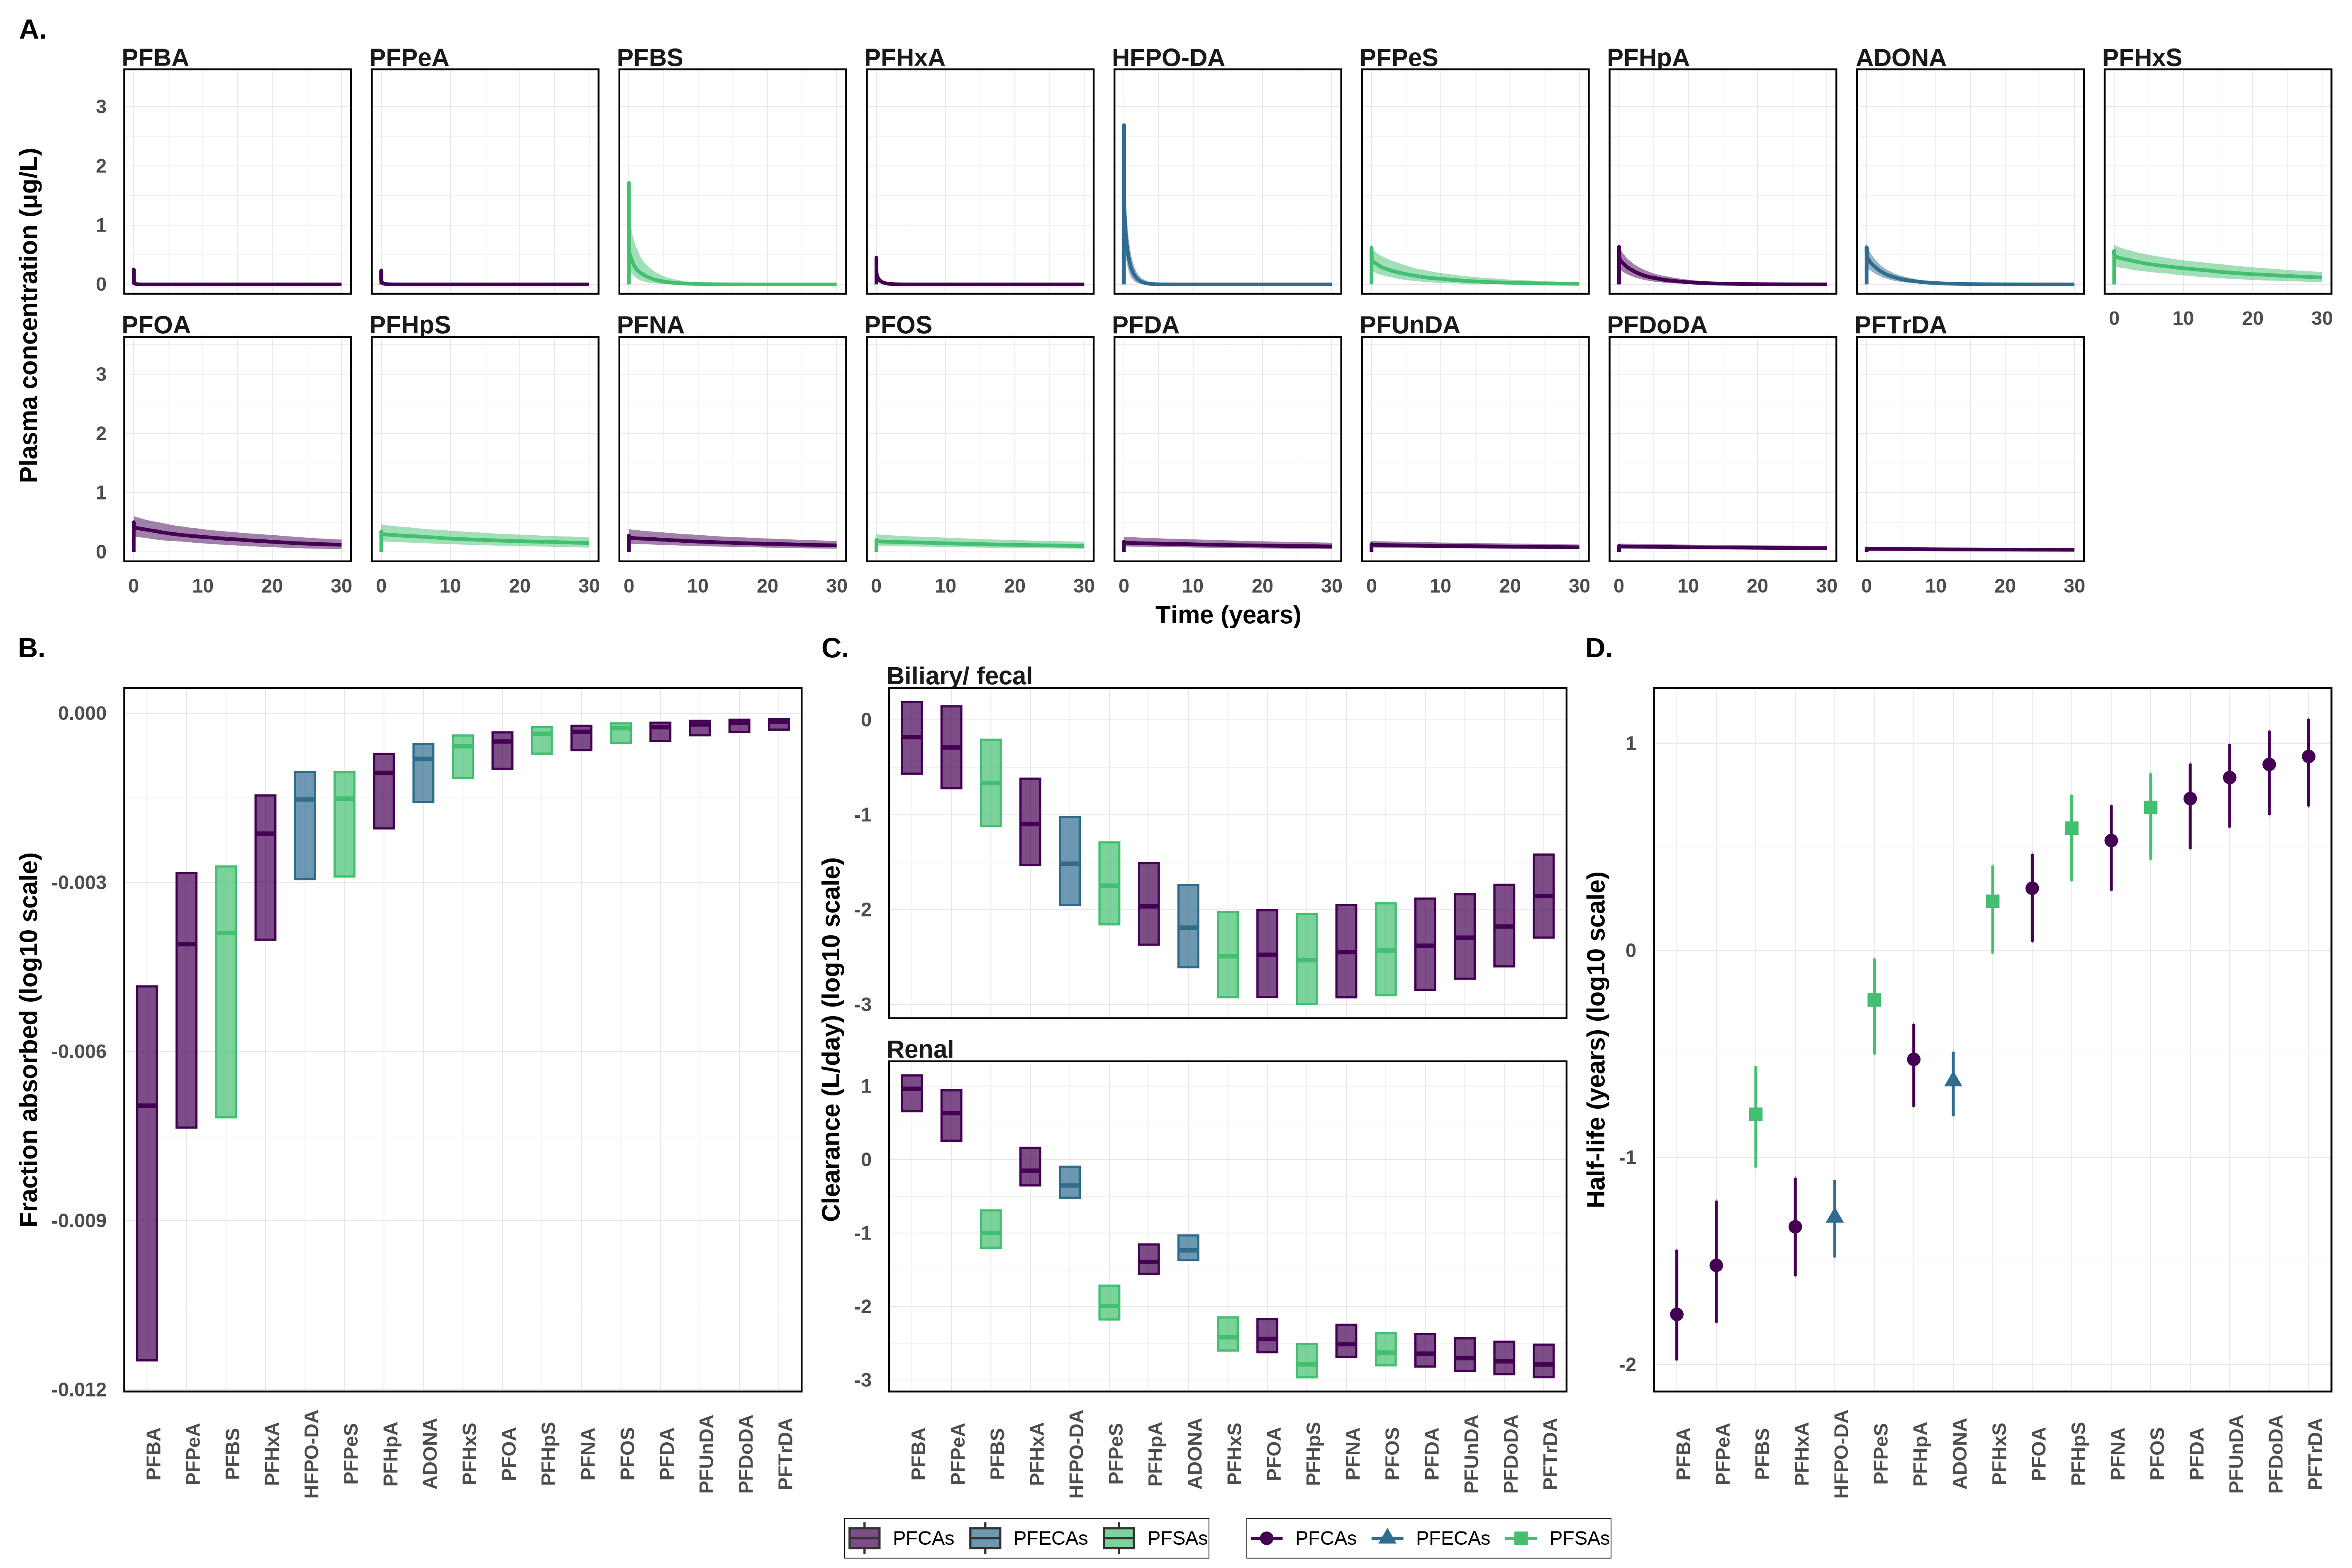 A.
PFBA PFPeA PFBS PFHxA HFPO-DA PFPeS PFHpA ADONA PFHxS
3
2
1
0
0 10 20 30
PFOA PFHpS PFNA PFOS PFDA PFUnDA PFDoDA PFTrDA
3
2
1
0
0 10 20 30 0 10 20 30 0 10 20 30 0 10 20 30 0 10 20 30 0 10 20 30 0 10 20 30 0 10 20 30
Plasma concentration (µg/L)
Time (years)
B.
Fraction absorbed (log10 scale)
0.000
-0.003
-0.006
-0.009
-0.012
PFBA PFPeA PFBS PFHxA HFPO-DA PFPeS PFHpA ADONA PFHxS PFOA PFHpS PFNA PFOS PFDA PFUnDA PFDoDA PFTrDA
C.
Clearance (L/day) (log10 scale)
Biliary/ fecal
0
-1
-2
-3
Renal
1
0
-1
-2
-3
PFBA PFPeA PFBS PFHxA HFPO-DA PFPeS PFHpA ADONA PFHxS PFOA PFHpS PFNA PFOS PFDA PFUnDA PFDoDA PFTrDA
D.
Half-life (years) (log10 scale)
1
0
-1
-2
PFBA PFPeA PFBS PFHxA HFPO-DA PFPeS PFHpA ADONA PFHxS PFOA PFHpS PFNA PFOS PFDA PFUnDA PFDoDA PFTrDA
PFCAs PFECAs PFSAs
PFCAs PFECAs PFSAs